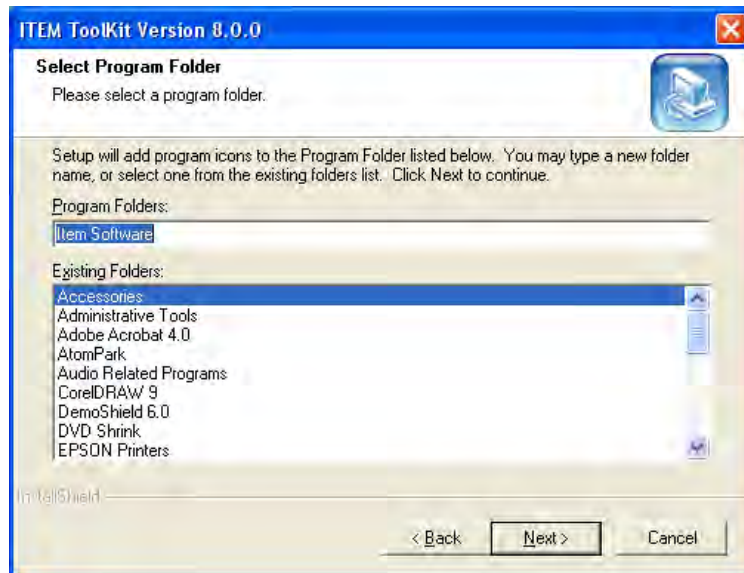 ITEM ToolKit Version 8.0.0
Select Program Folder
Please select a program folder.
Setup will add program icons to the Program Folder listed below. You may type a new folder
name, or select one from the existing folders list. Click Next to continue.
Program Folders:
Item Software
Existing Folders:
Accessories
Administrative Tools
Adobe Acrobat 4.0
AtomPark
Audio Related Programs
CorelDRAW 9
DemoShield 6.0
DVD Shrink
EPSON Printers
InstallShield
< Back Next > Cancel